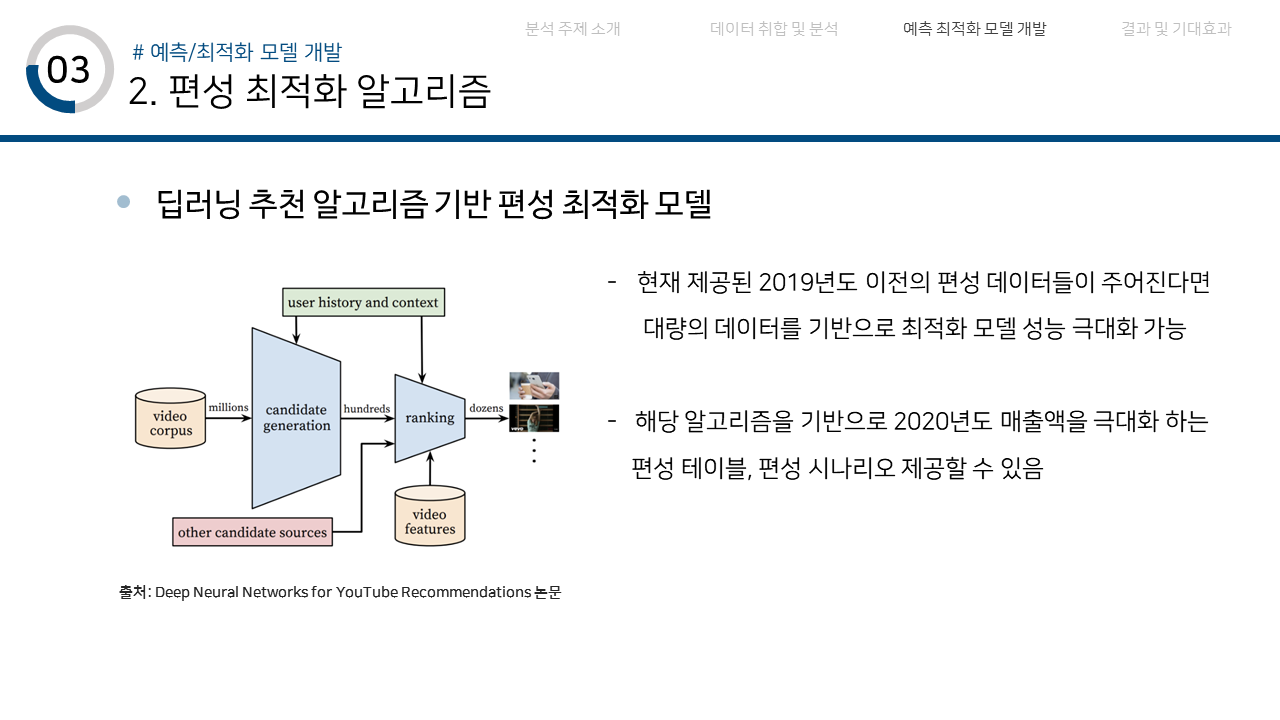 분석 주제 소개
데이터 취합 및 분석
예측 최적화 모델 개발
결과 및 기대효과
03
# 예측/최적화 모델 개발
2. 편성 최적화 알고리즘
딥러닝 추천 알고리즘 기반 편성 최적화 모델
user history and context
video
corpus
millions
candidate
generation
hundreds
ranking
dozens
other candidate sources
video
features
출처: Deep Neural Networks for YouTube Recommendations 논문
- 현재 제공된 2019년도 이전의 편성 데이터들이 주어진다면
대량의 데이터를 기반으로 최적화 모델 성능 극대화 가능
- 해당 알고리즘을 기반으로 2020년도 매출액을 극대화 하는
편성 테이블, 편성 시나리오 제공할 수 있음